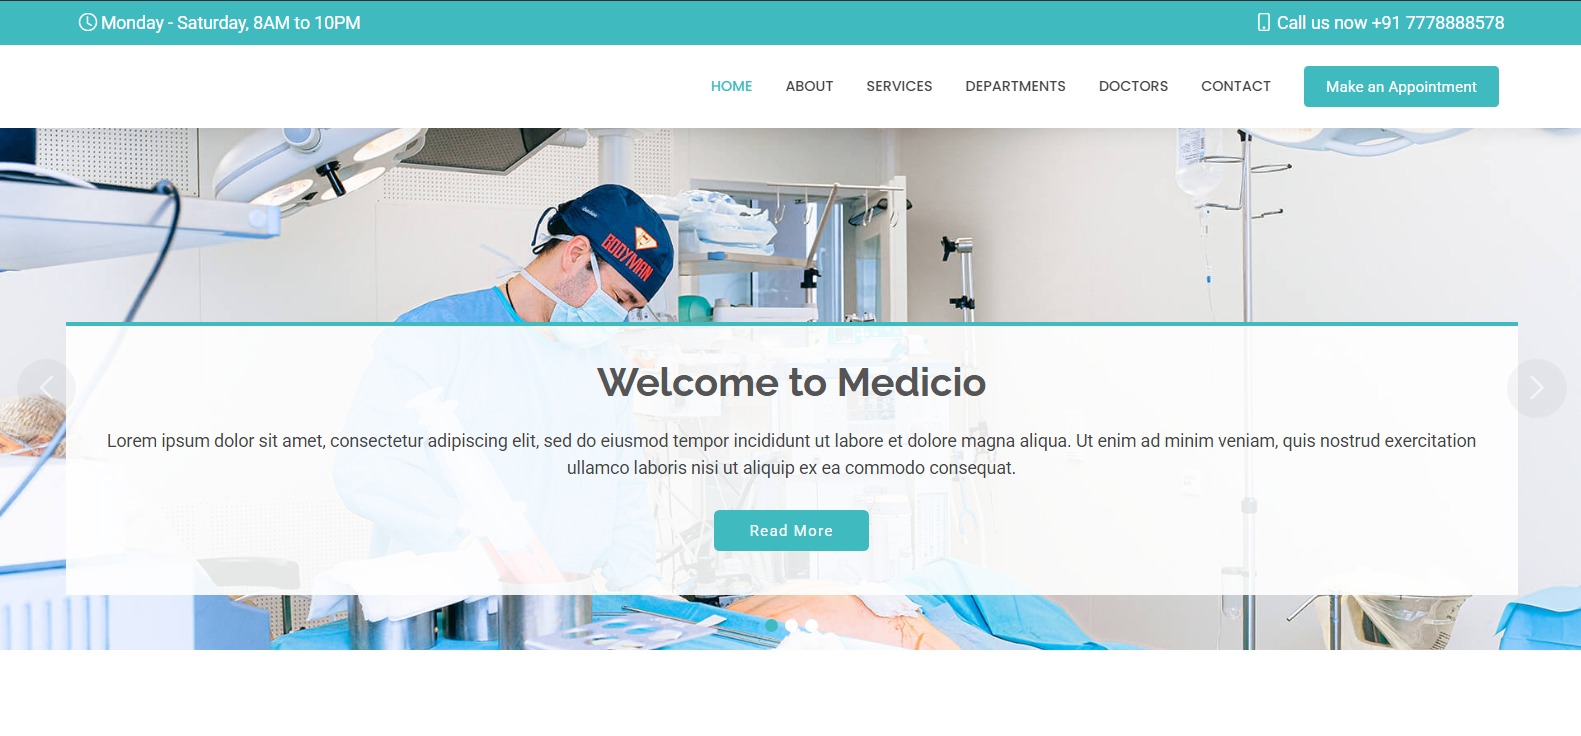 Monday - Saturday, 8AM to 10PM
Call us now +91 7778888578
HOME ABOUT SERVICES DEPARTMENTS DOCTORS CONTACT Make an Appointment
BODYMAN
Welcome to Medicio
Lorem ipsum dolor sit amet, consectetur adipiscing elit, sed do eiusmod tempor incididunt ut labore et dolore magna aliqua. Ut enim ad minim veniam, quis nostrud exercitation
ullamco laboris nisi ut aliquip ex ea commodo consequat.
Read More